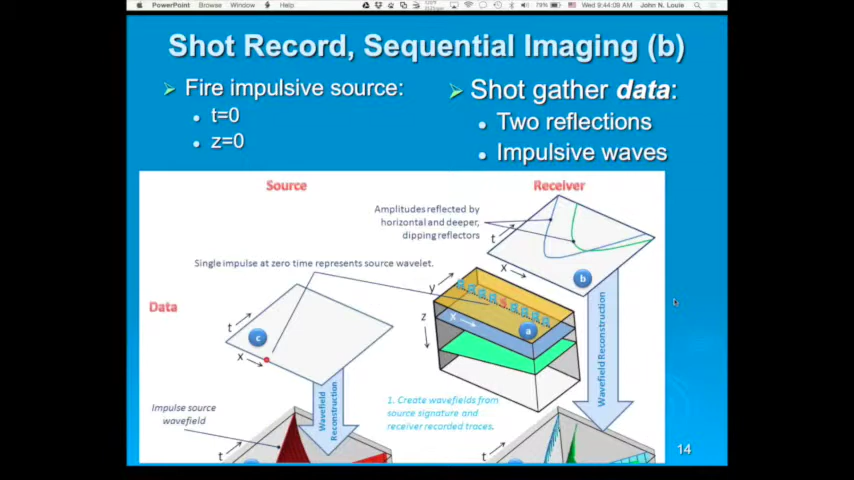 PowerPoint Browse Window Help
79% Wed 9:44:09 AM John N. Louie
Shot Record, Sequential Imaging (b)
Fire impulsive source:
t=0
z=0
Shot gather data:
Two reflections
Impulsive waves
Source
Receiver
Amplitudes reflected by
horizontal and deeper,
dipping reflectors
t
x
b
Single impulse at zero time represents source wavelet.
Data
t
x
c
y
x
z
a
Wavefield Reconstruction
Wavefield
Reconstruction
1. Create wavefields from
source signature and
receiver recorded traces.
Impulse source
wavefield
t
t
14